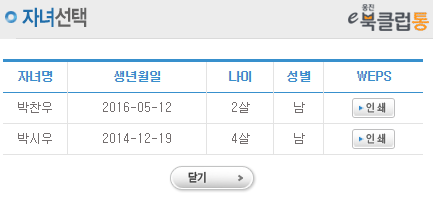 자녀선택
웅진
e북클럽통
자녀명 생년월일 나이 성별 WEPS
박찬우 2016-05-12 2살 남 인쇄
박시우 2014-12-19 4살 남 인쇄
닫기